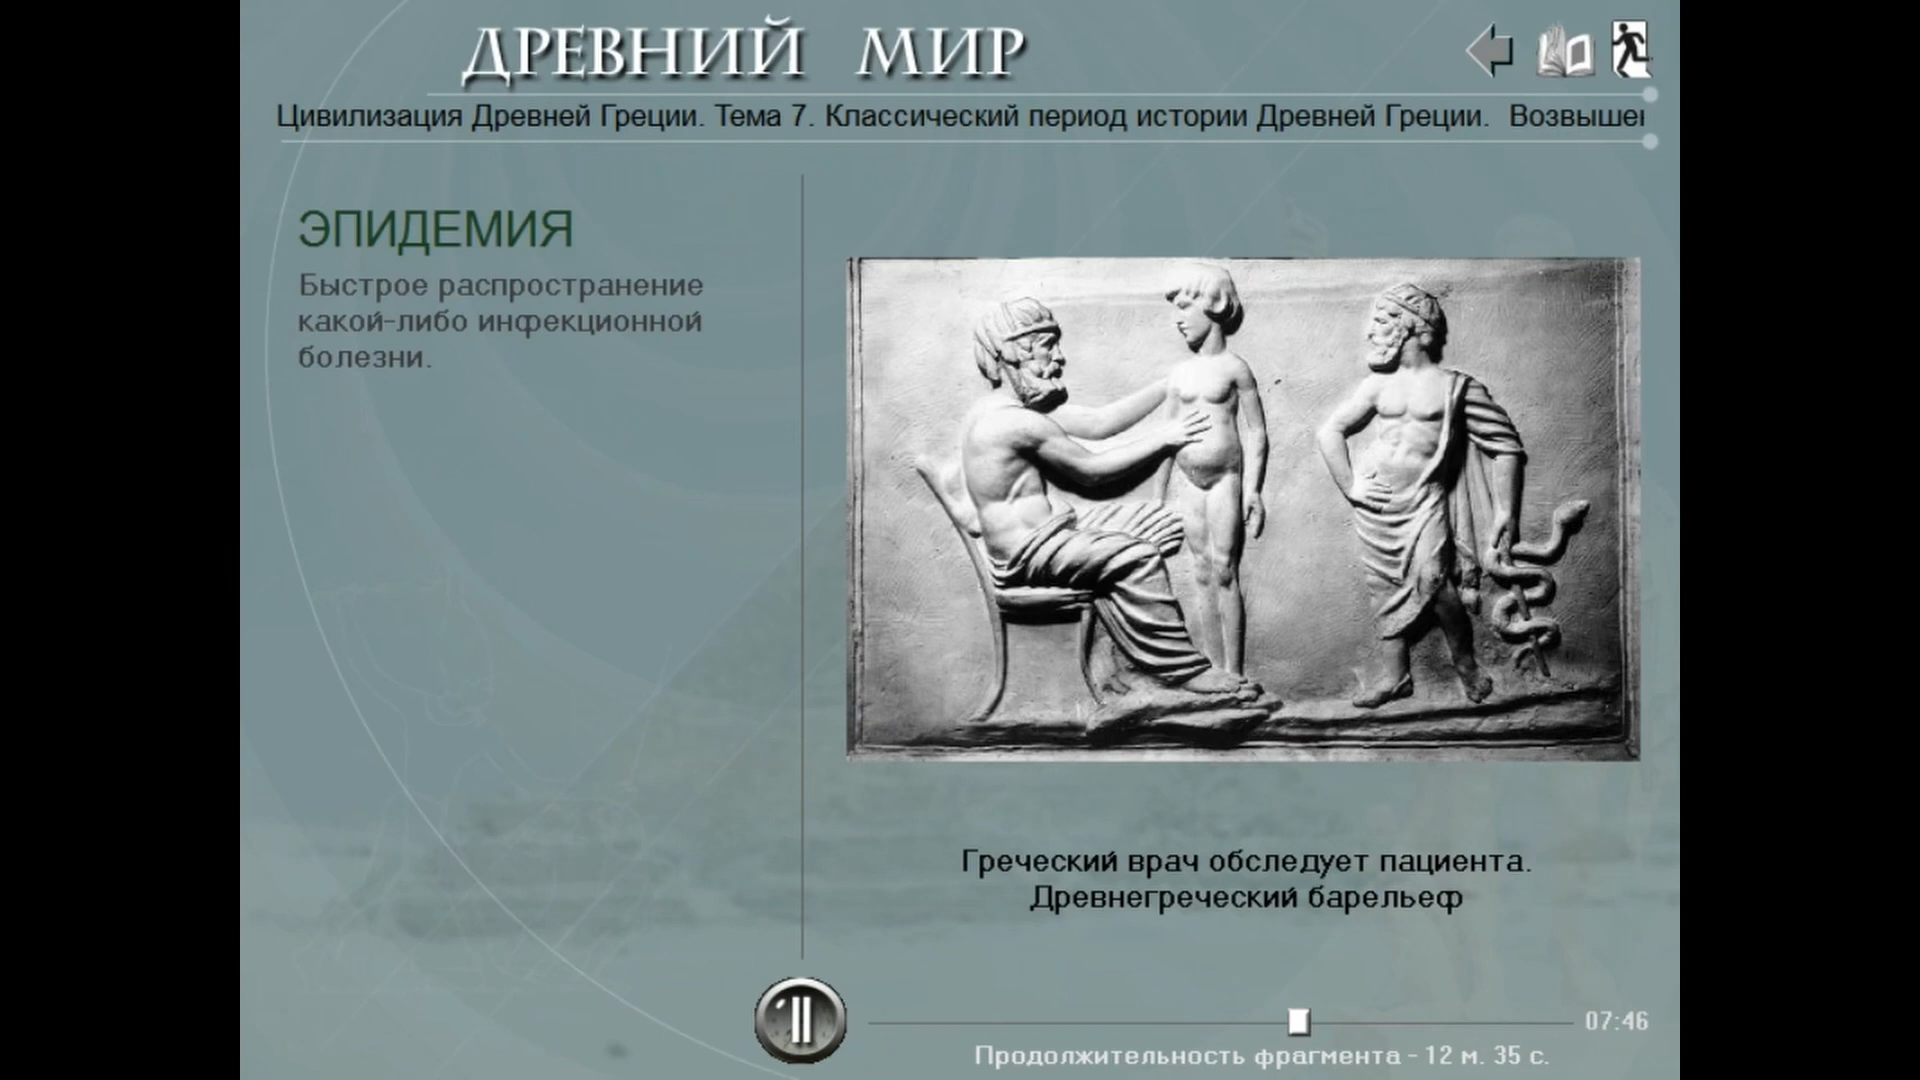 ДРЕВНИЙ МИР
Цивилизация Древней Греции. Тема 7. Классический период истории Древней Греции. Возвышен
ЭПИДЕМИЯ
Быстрое распространение
какой-либо инфекционной
болезни.
Греческий врач обследует пациента.
Древнегреческий барельеф
07:46
Продолжительность фрагмента - 12 м. 35 с.